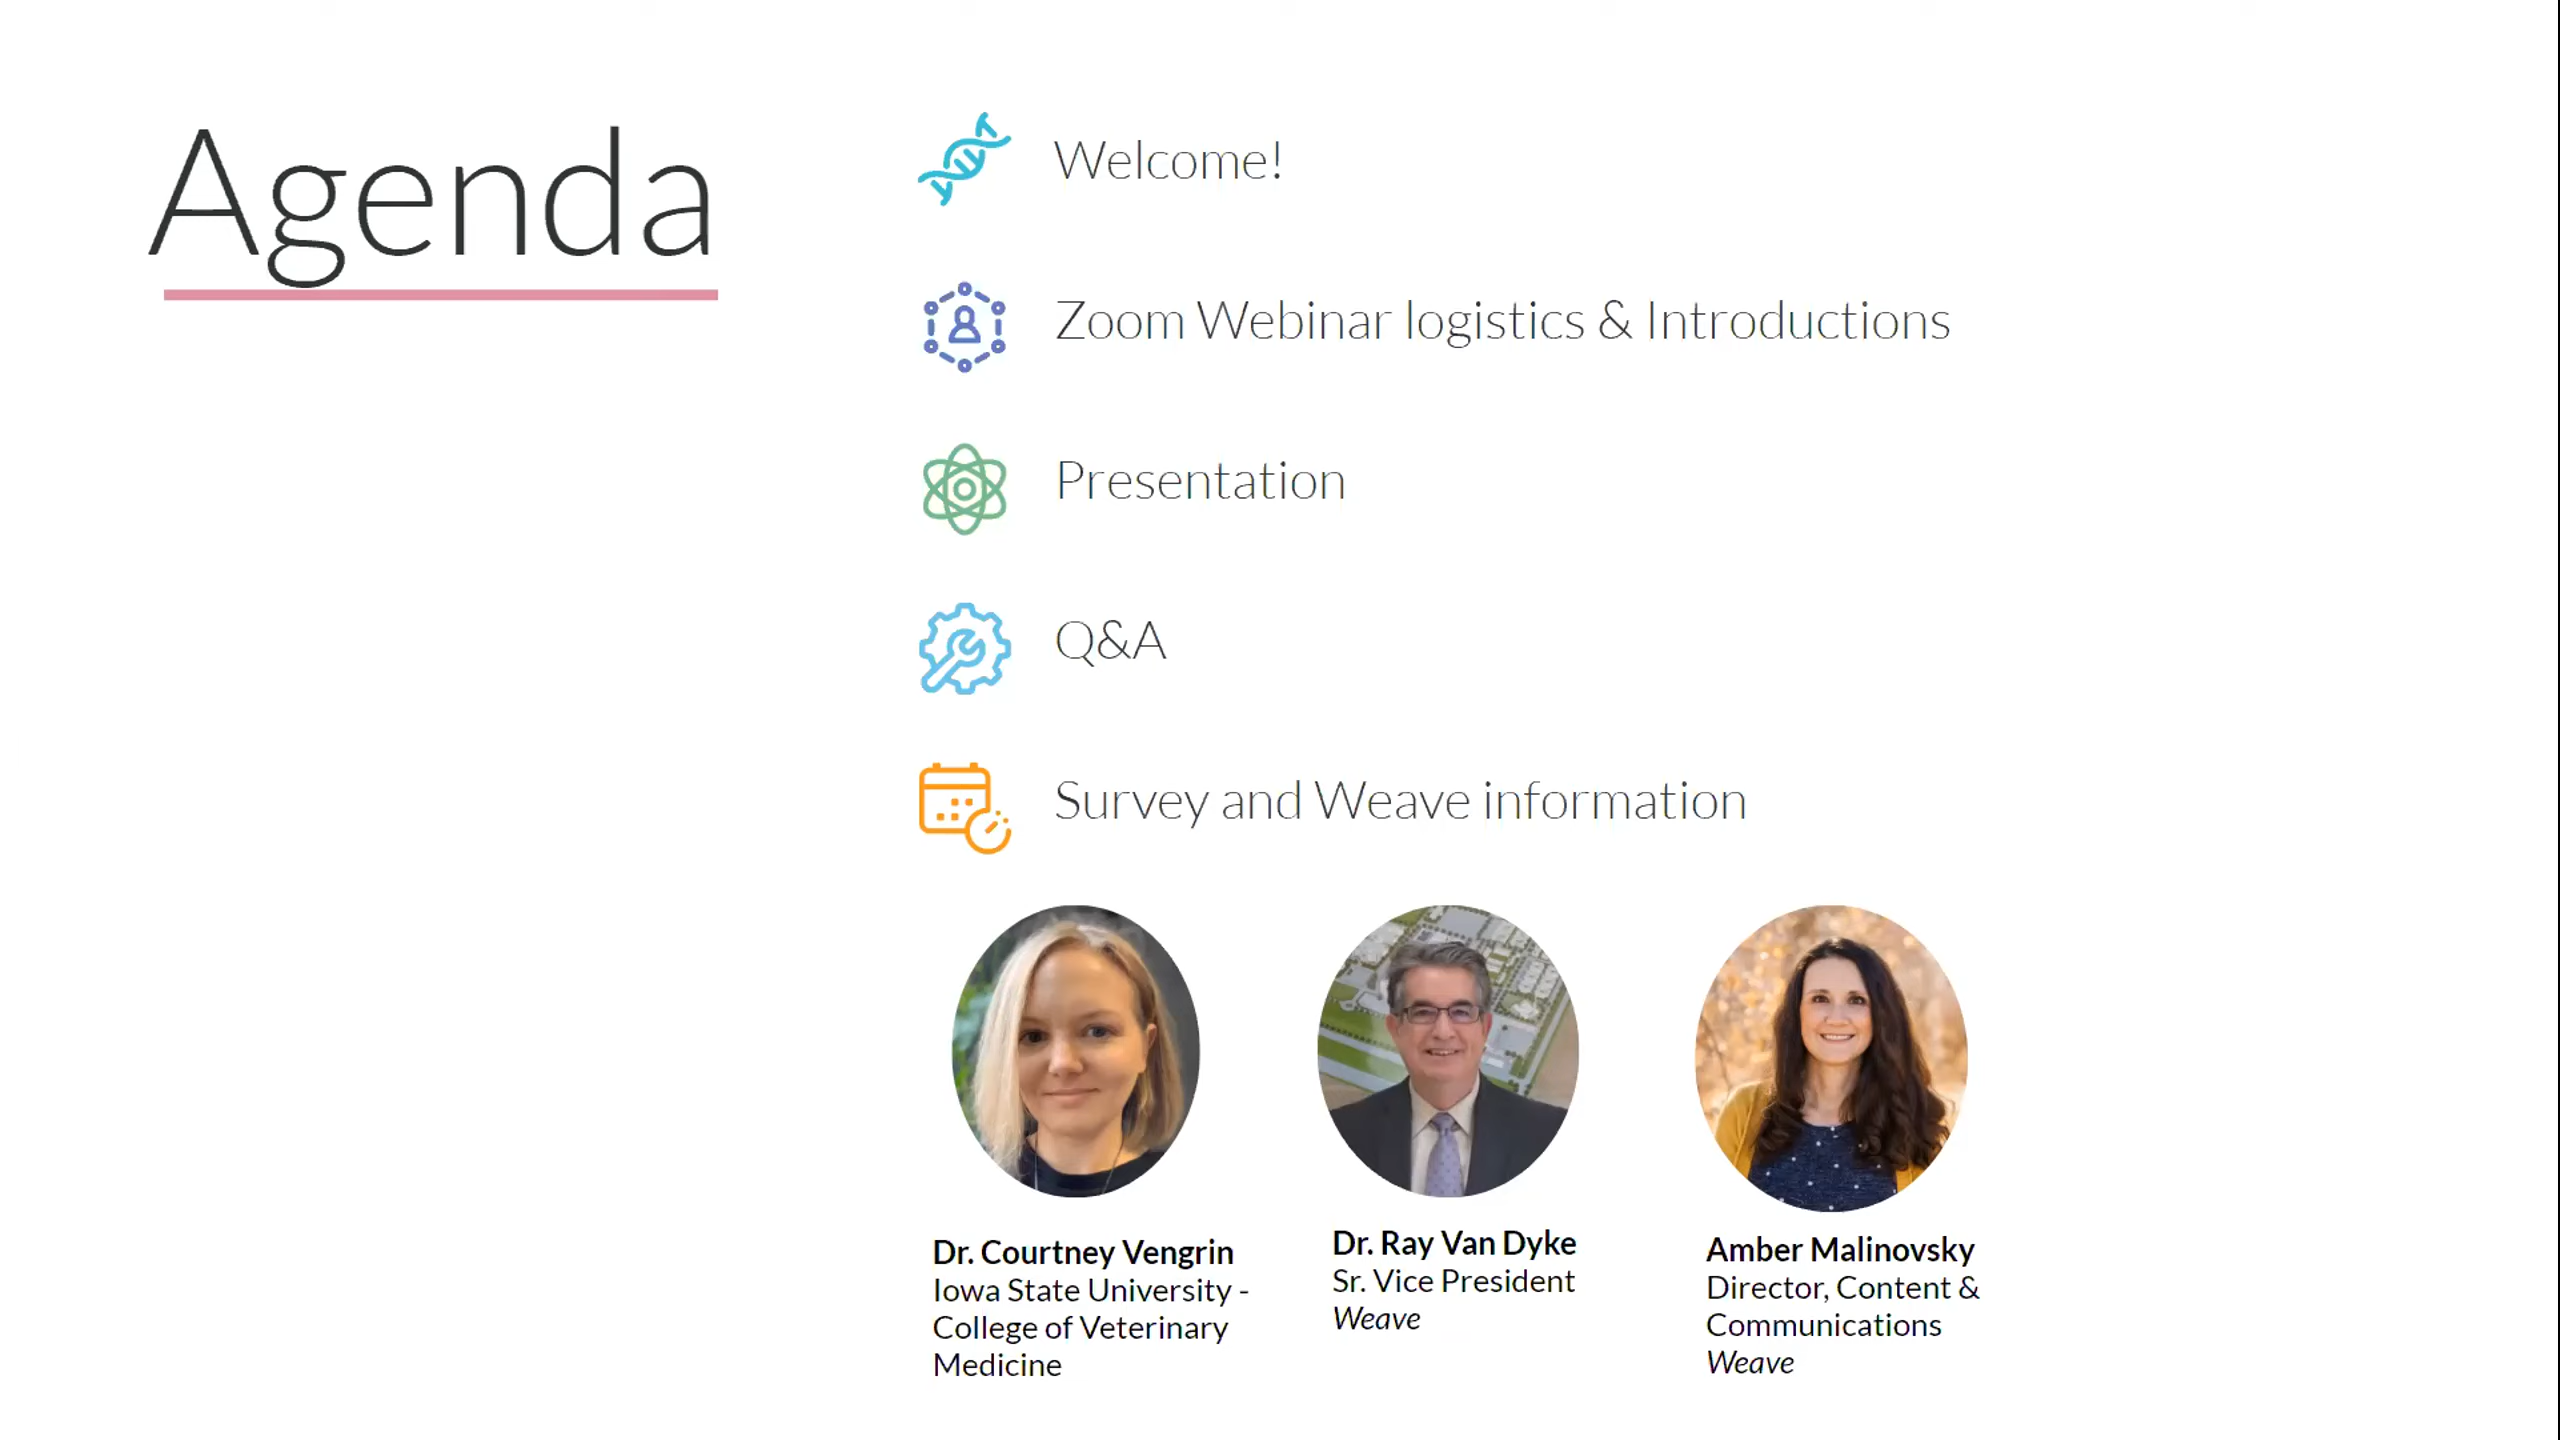 Agenda
Welcome!
Zoom Webinar logistics & Introductions
Presentation
Q&A
Survey and Weave information
Dr. Courtney Vengrin
Iowa State University -
College of Veterinary
Medicine
Dr. Ray Van Dyke
Sr. Vice President
Weave
Amber Malinovsky
Director, Content &
Communications
Weave